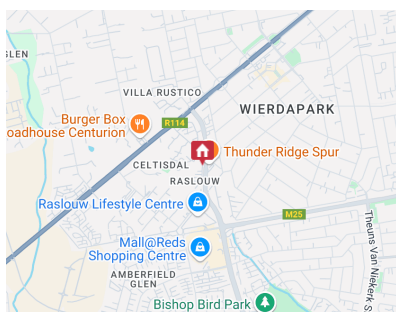 SLEN
VILLA RUSTICO
WIERDAPARK
Burger Box
oadhouse Centurion
R114
Thunder Ridge Spur
CELTISDAL
RASLOUW
Raslouw Lifestyle Centre
M25
Mall@Reds
Shopping Centre
Theuns Van Niekerk S
AMBERFIELD
GLEN
Bishop Bird Park